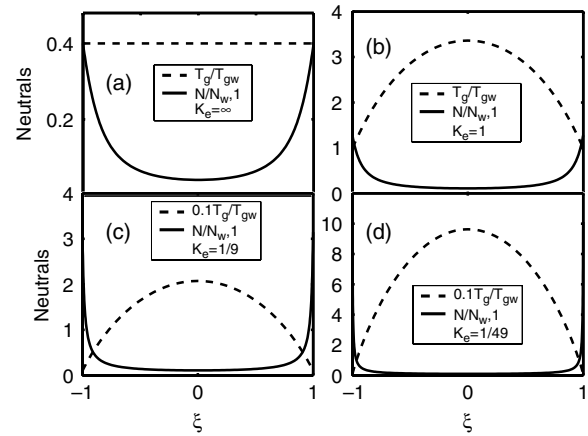 Neutrals
0.4
0.2
(a)
T_g/T_gw
N/N_w,1
K_e=∞
4
3
2
1
0
(b)
T_g/T_gw
N/N_w,1
K_e=1
Neutrals
4
3
2
1
0
(c)
0.1T_g/T_gw
N/N_w,1
K_e=1/9
10
8
6
4
2
0
(d)
0.1T_g/T_gw
N/N_w,1
K_e=1/49
−1 0 1
−1 0 1
ξ
ξ